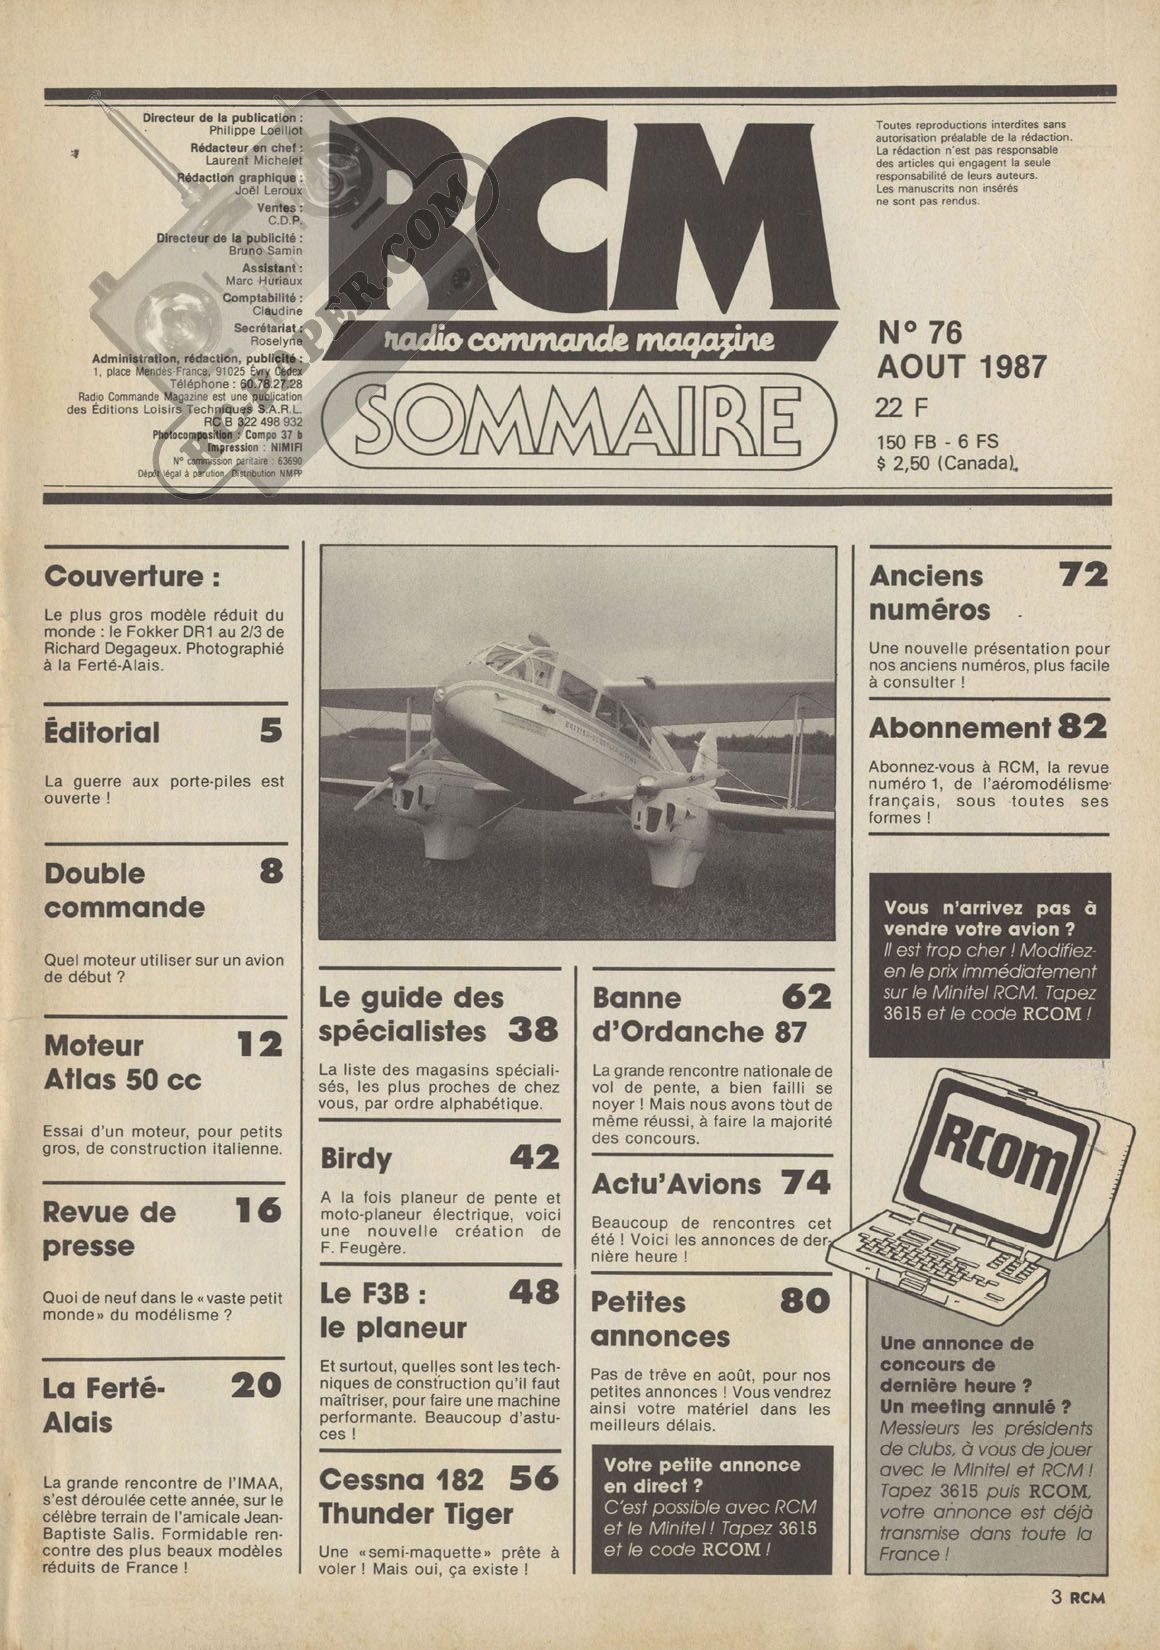 Directeur de la publication :
Philippe Loeillot
Rédacteur en chef :
Laurent Michelet
Rédaction graphique :
Joël Leroux
Ventes :
C.D.P.
Directeur de la publicité :
Bruno Samin
Assistant :
Marc Huriaux
Comptabilité :
Claudine
Secrétariat :
Roselyne
Administration, rédaction, publicité :
1, place Mendès-France, 91025 Évry Cédex
Téléphone : 60.78.27.28
Radio Commande Magazine est une publication
des Éditions Loisirs Techniques S.A.R.L.
RC B 322 498 932
Photocomposition : Compo 37 b
Impression : NIMIFI
N° commission paritaire : 63690
Dépôt légal à parution. Distribution NMPP
RCPAPER.COM
RCM
radio commande magazine
SOMMAIRE
Toutes reproductions interdites sans
autorisation préalable de la rédaction.
La rédaction n'est pas responsable
des articles qui engagent la seule
responsabilité de leurs auteurs.
Les manuscrits non insérés
ne sont pas rendus.
N° 76
AOUT 1987
22 F
150 FB - 6 FS
$ 2,50 (Canada).
Couverture :
Le plus gros modèle réduit du
monde : le Fokker DR1 au 2/3 de
Richard Degageux. Photographié
à la Ferté-Alais.
Éditorial 5
La guerre aux porte-piles est
ouverte !
Double 8
commande
Quel moteur utiliser sur un avion
de début ?
Moteur 12
Atlas 50 cc
Essai d'un moteur, pour petits
gros, de construction italienne.
Revue de 16
presse
Quoi de neuf dans le «vaste petit
monde» du modélisme ?
La Ferté- 20
Alais
La grande rencontre de l'IMAA,
s'est déroulée cette année, sur le
célèbre terrain de l'amicale Jean-
Baptiste Salis. Formidable ren-
contre des plus beaux modèles
réduits de France !
Le guide des
spécialistes 38
La liste des magasins spéciali-
sés, les plus proches de chez
vous, par ordre alphabétique.
Birdy 42
A la fois planeur de pente et
moto-planeur électrique, voici
une nouvelle création de
F. Feugère.
Le F3B : 48
le planeur
Et surtout, quelles sont les tech-
niques de construction qu'il faut
maîtriser, pour faire une machine
performante. Beaucoup d'astu-
ces !
Cessna 182 56
Thunder Tiger
Une «semi-maquette» prête à
voler ! Mais oui, ça existe !
Banne 62
d'Ordanche 87
La grande rencontre nationale de
vol de pente, a bien failli se
noyer ! Mais nous avons tout de
même réussi, à faire la majorité
des concours.
Actu'Avions 74
Beaucoup de rencontres cet
été ! Voici les annonces de der-
nière heure !
Petites 80
annonces
Pas de trêve en août, pour nos
petites annonces ! Vous vendrez
ainsi votre matériel dans les
meilleurs délais.
Votre petite annonce
en direct ?
C'est possible avec RCM
et le Minitel ! Tapez 3615
et le code RCOM !
Anciens 72
numéros
Une nouvelle présentation pour
nos anciens numéros, plus facile
à consulter !
Abonnement 82
Abonnez-vous à RCM, la revue
numéro 1, de l'aéromodélisme
français, sous toutes ses
formes !
Vous n'arrivez pas à
vendre votre avion ?
Il est trop cher ! Modifiez-
en le prix immédiatement
sur le Minitel RCM. Tapez
3615 et le code RCOM !
RCOM
Une annonce de
concours de
dernière heure ?
Un meeting annulé ?
Messieurs les présidents
de clubs, à vous de jouer
avec le Minitel et RCM !
Tapez 3615 puis RCOM,
votre annonce est déjà
transmise dans toute la
France !
3 RCM